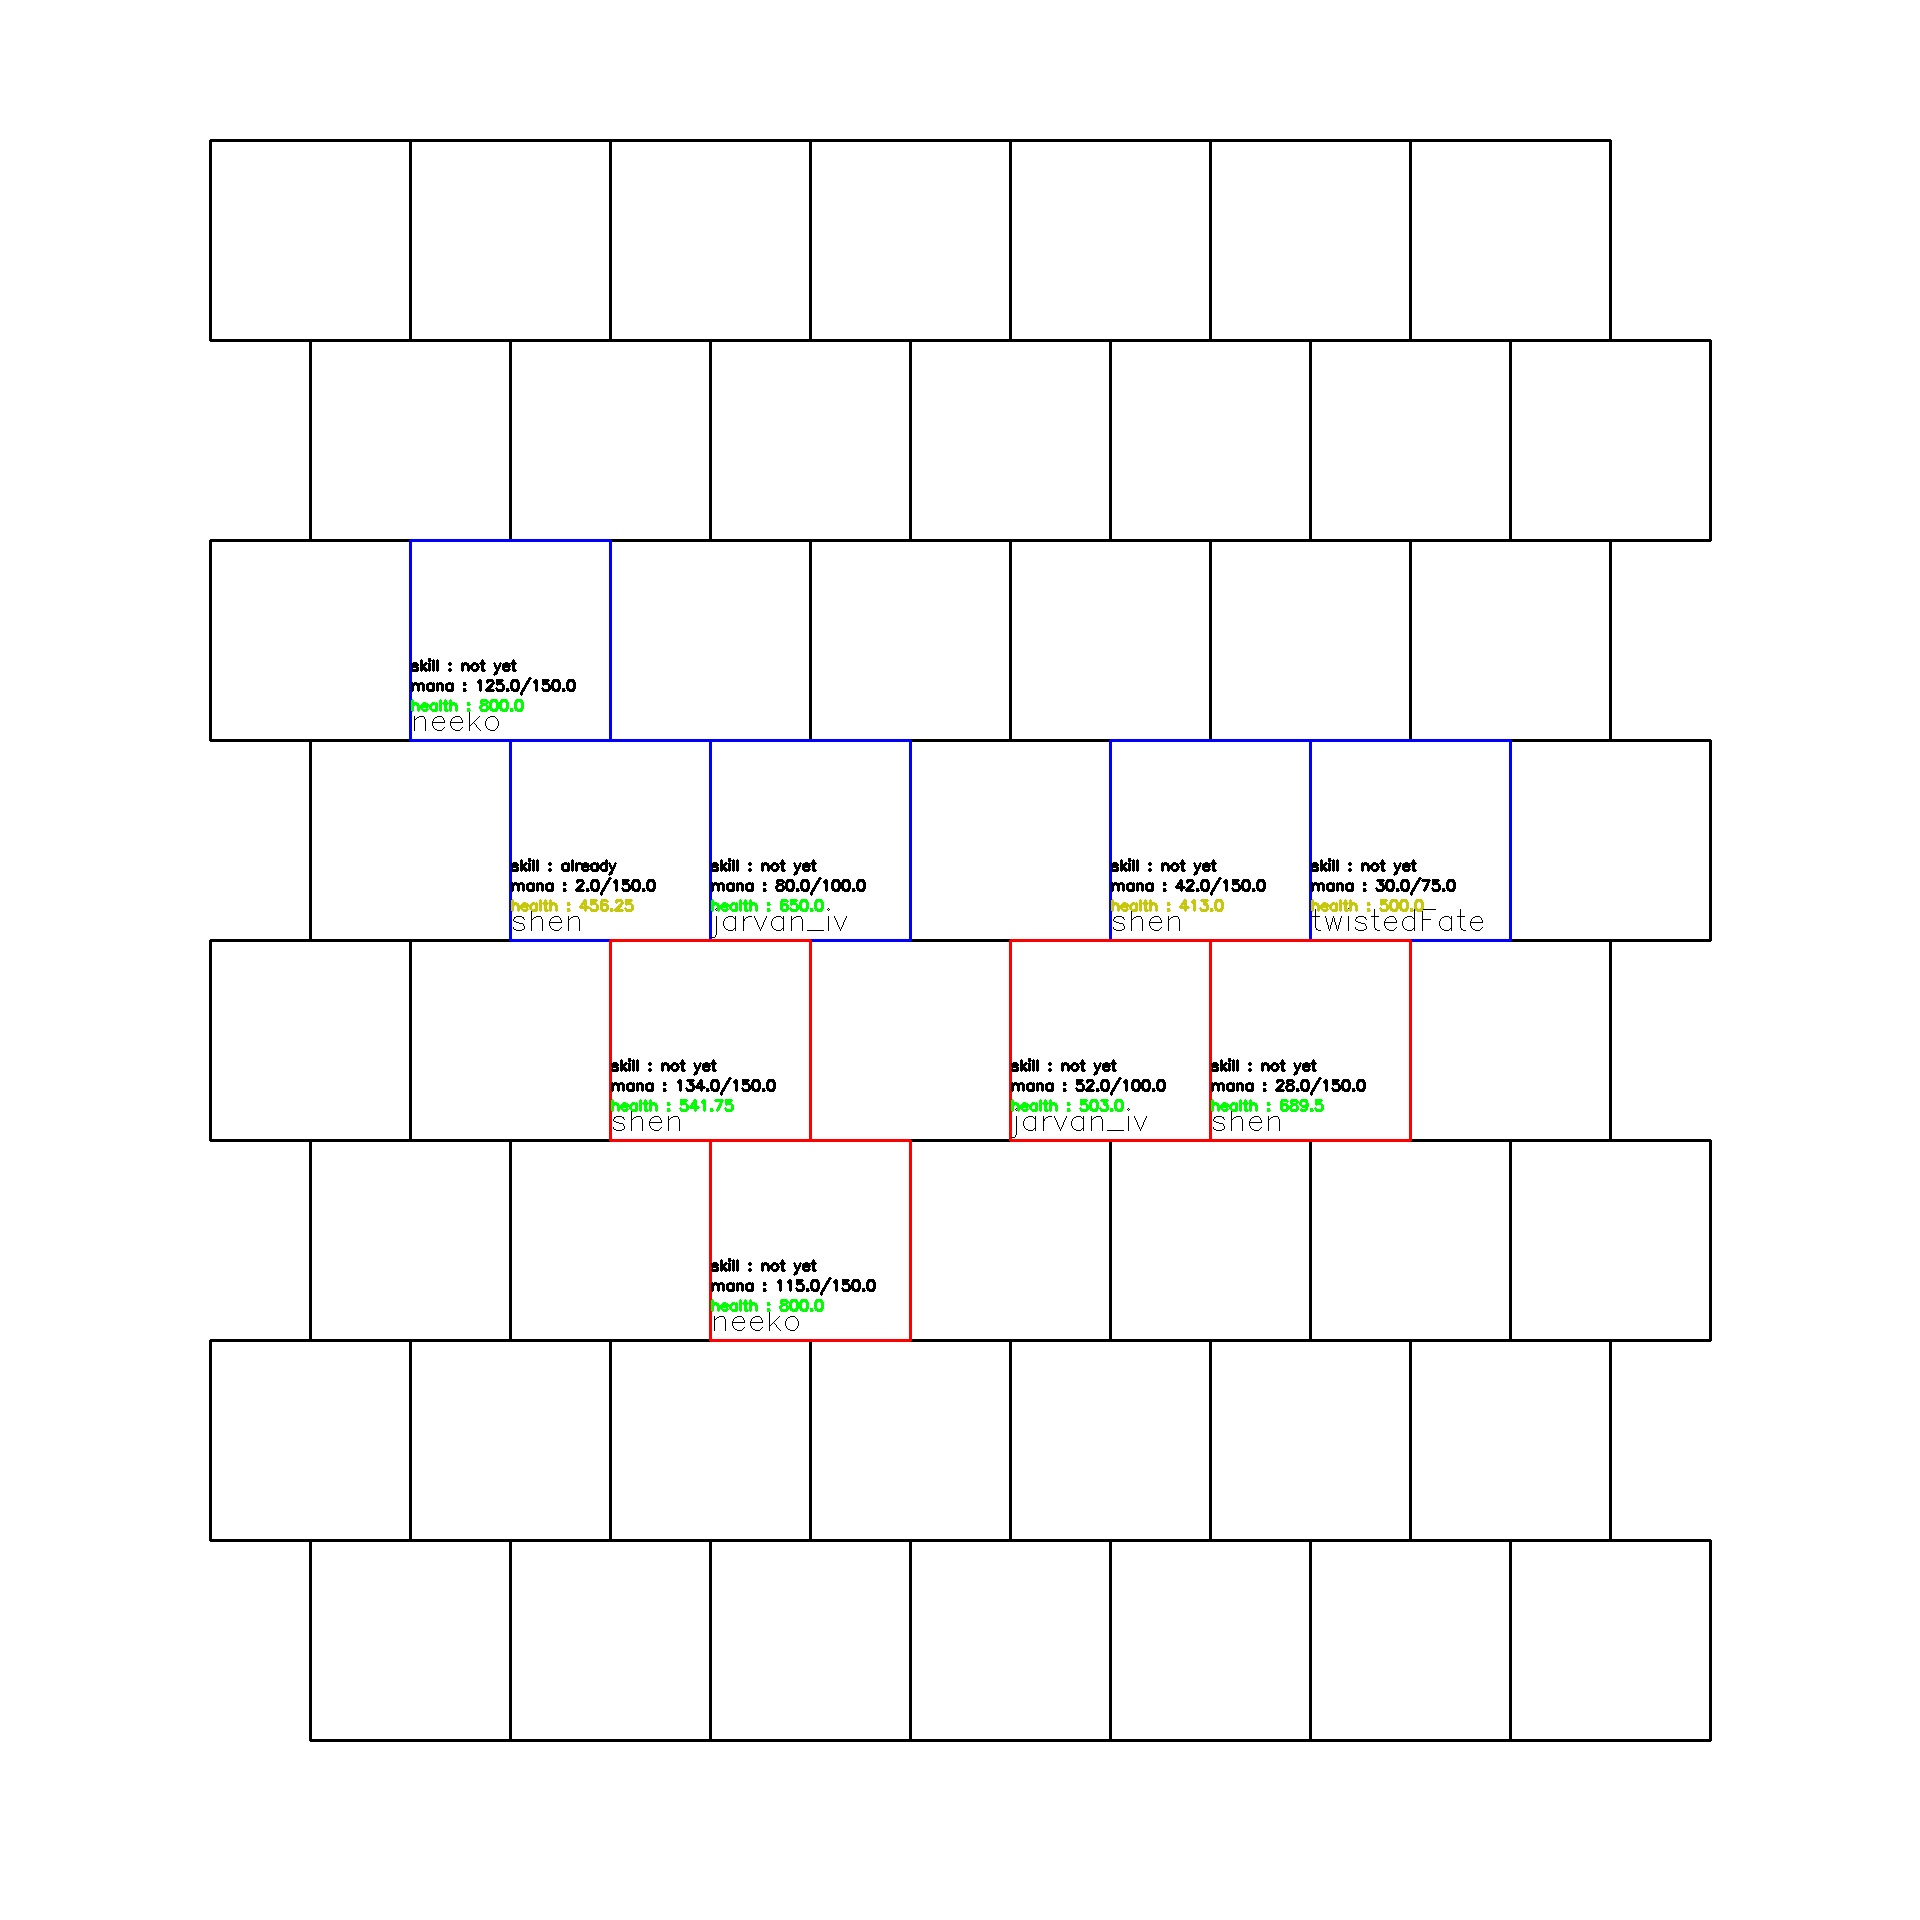 skill : not yet
mana : 125.0/150.0
health : 800.0
neeko
skill : already
mana : 2.0/150.0
health : 456.25
shen
skill : not yet
mana : 80.0/100.0
health : 650.0
jarvan_iv
skill : not yet
mana : 42.0/150.0
health : 413.0
shen
skill : not yet
mana : 30.0/75.0
health : 500.0
twistedFate
skill : not yet
mana : 134.0/150.0
health : 541.75
shen
skill : not yet
mana : 52.0/100.0
health : 503.0
jarvan_iv
skill : not yet
mana : 28.0/150.0
health : 689.5
shen
skill : not yet
mana : 115.0/150.0
health : 800.0
neeko